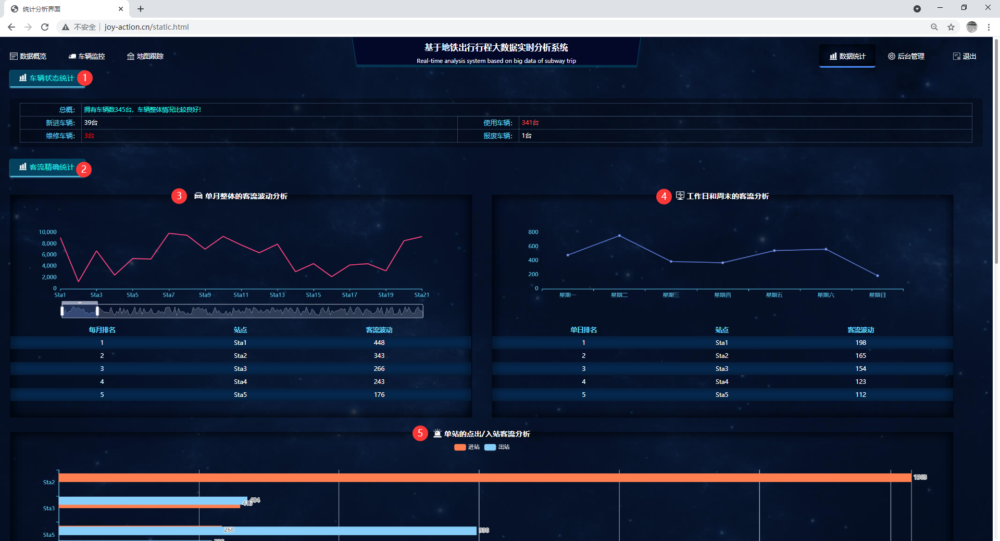 统计分析界面
不安全
joy-action.cn/static.html
数据概览
车辆监控
地图跟踪
基于地铁出行行程大数据实时分析系统
Real-time analysis system based on big data of subway trip
数据统计
后台管理
退出
车辆状态统计 1
总概: 拥有车辆数345台，车辆整体情况比较良好!
新进车辆: 39台 使用车辆: 341台
维修车辆: 3台 报废车辆: 1台
客流精确统计 2
3 单月整体的客流波动分析
10,000
8,000
6,000
4,000
2,000
0
Sta1 Sta3 Sta5 Sta7 Sta9 Sta11 Sta13 Sta15 Sta17 Sta19 Sta21
每月排名 站点 客流波动
1 Sta1 448
2 Sta2 343
3 Sta3 266
4 Sta4 243
5 Sta5 176
4 工作日和周末的客流分析
800
600
400
200
0
星期一 星期二 星期三 星期四 星期五 星期六 星期日
单日排名 站点 客流波动
1 Sta1 198
2 Sta2 165
3 Sta3 154
4 Sta4 123
5 Sta5 112
5 单站的点出/入站客流分析
进站 出站
Sta2 1563
404
Sta3 415
268
Sta5 938